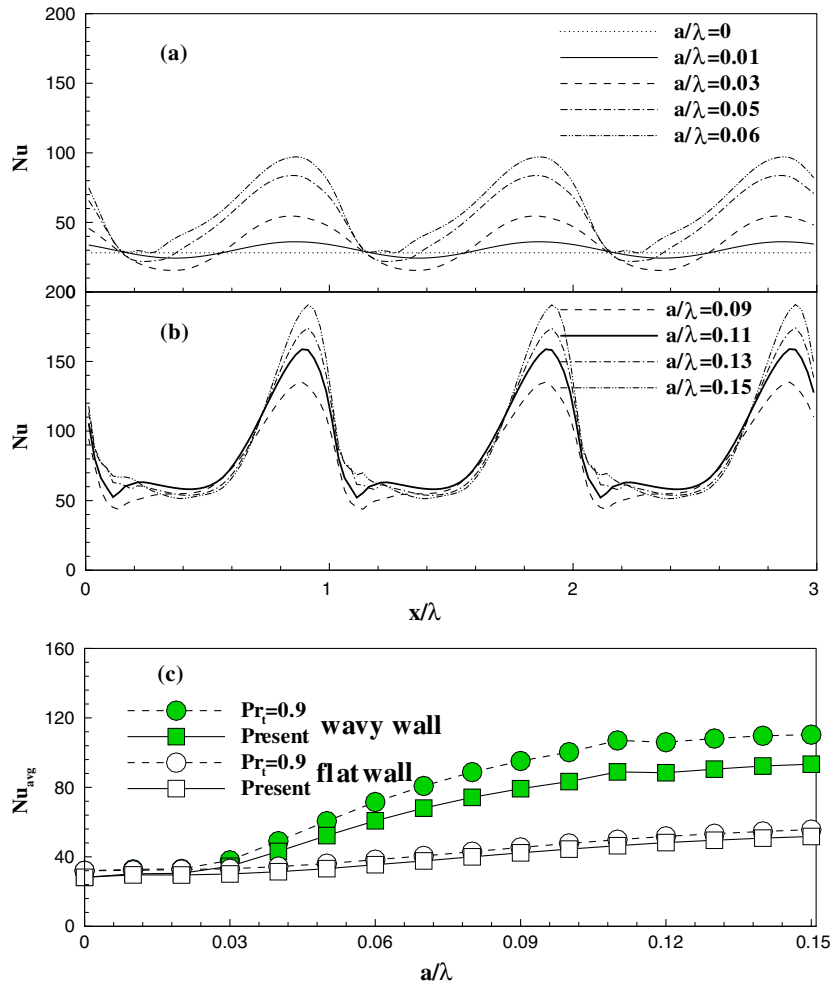 200
(a)
a/λ=0
a/λ=0.01
a/λ=0.03
a/λ=0.05
a/λ=0.06
150
100
50
0
Nu
200
(b)
a/λ=0.09
a/λ=0.11
a/λ=0.13
a/λ=0.15
150
100
50
0
Nu
0 1 2 3
x/λ
160
(c)
Pr_t=0.9
Present
wavy wall
Pr_t=0.9
Present
flat wall
120
80
40
0
Nu_avg
0 0.03 0.06 0.09 0.12 0.15
a/λ